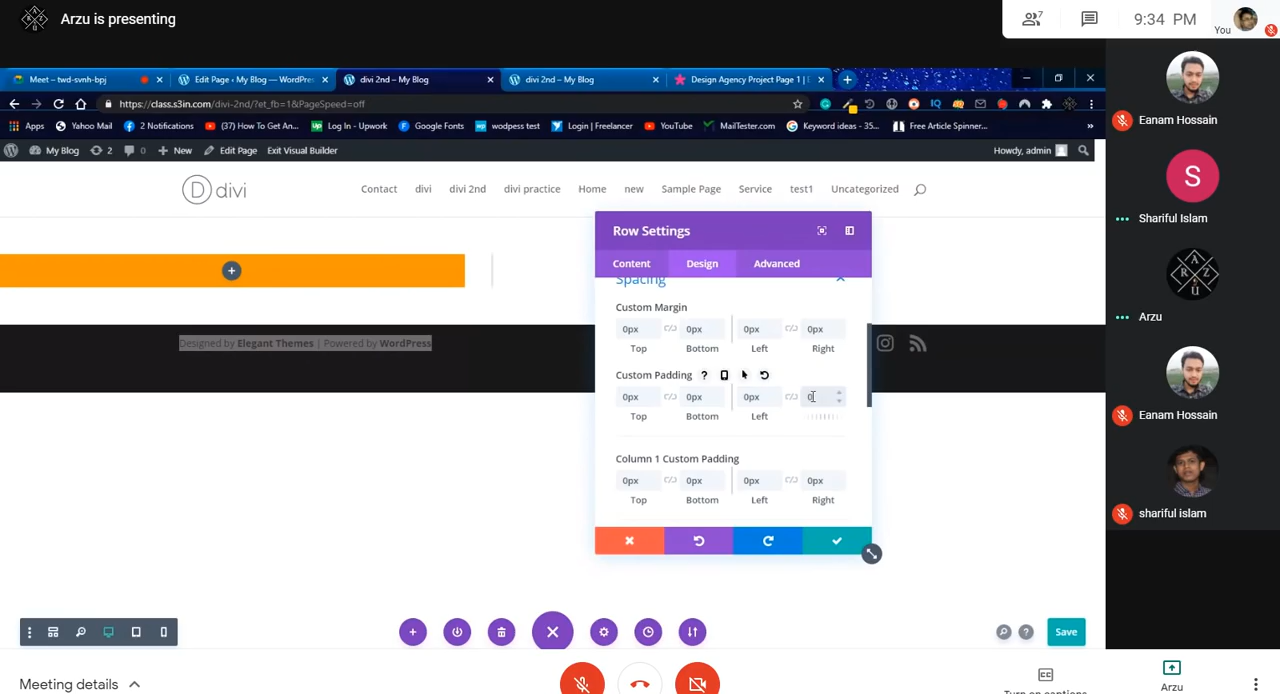 Arzu is presenting
7
9:34 PM
You
Meet – twd-svnh-bpj
Edit Page ‹ My Blog — WordPres
divi 2nd – My Blog
divi 2nd – My Blog
Design Agency Project Page 1 | E
https://class.s3in.com/divi-2nd/?et_fb=1&PageSpeed=off
Apps
Yahoo Mail
2 Notifications
(37) How To Get An...
Log In - Upwork
Google Fonts
wodpess test
Login | Freelancer
YouTube
MailTester.com
Keyword ideas - 35...
Free Article Spinner...
My Blog
2
0
New
Edit Page
Exit Visual Builder
Howdy, admin
D divi
Contact
divi
divi 2nd
divi practice
Home
new
Sample Page
Service
test1
Uncategorized
Row Settings
Content
Design
Advanced
Spacing
Custom Margin
0px
0px
0px
0px
Top
Bottom
Left
Right
Custom Padding
0px
0px
0px
0
Top
Bottom
Left
Column 1 Custom Padding
0px
0px
0px
0px
Top
Bottom
Left
Right
Designed by Elegant Themes | Powered by WordPress
Save
Eanam Hossain
S
Shariful Islam
A
R
Z
U
Arzu
Eanam Hossain
shariful islam
Meeting details
Turn on captions
Arzu